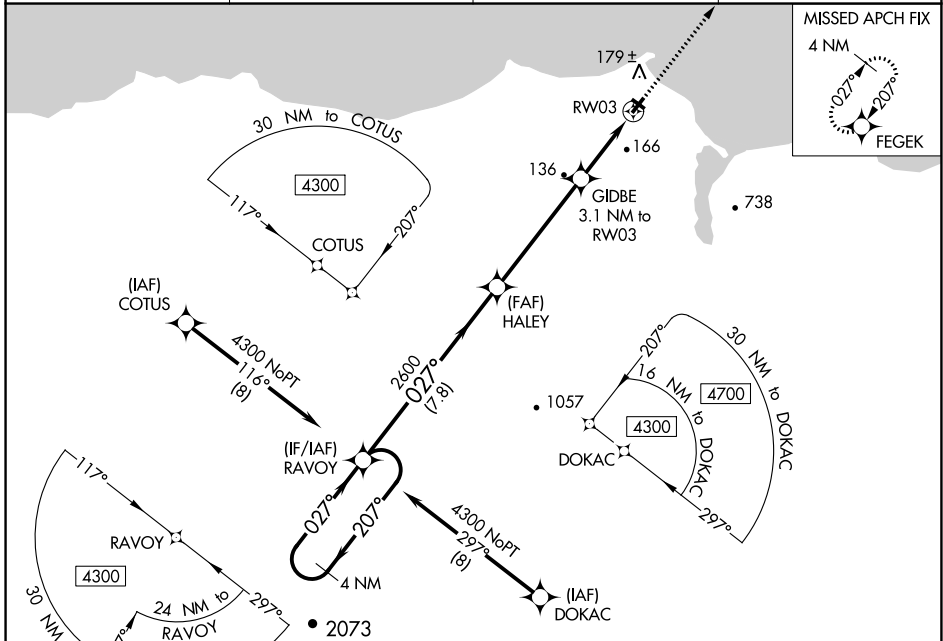 MISSED APCH FIX
4 NM
027°
207°
FEGEK
179 ±
RW03
166
136
GIDBE
3.1 NM to
RW03
738
30 NM to COTUS
4300
117°
207°
COTUS
(IAF)
COTUS
4300 NoPT
116°
(8)
(FAF)
HALEY
2600
027°
(7.8)
(IF/IAF)
RAVOY
027°
207°
4 NM
1057
207°
30 NM to DOKAC
16 NM to DOKAC
4700
4300
DOKAC
297°
4300 NoPT
297°
(8)
(IAF)
DOKAC
117°
RAVOY
4300
30 NM
24 NM to
RAVOY
297°
2073